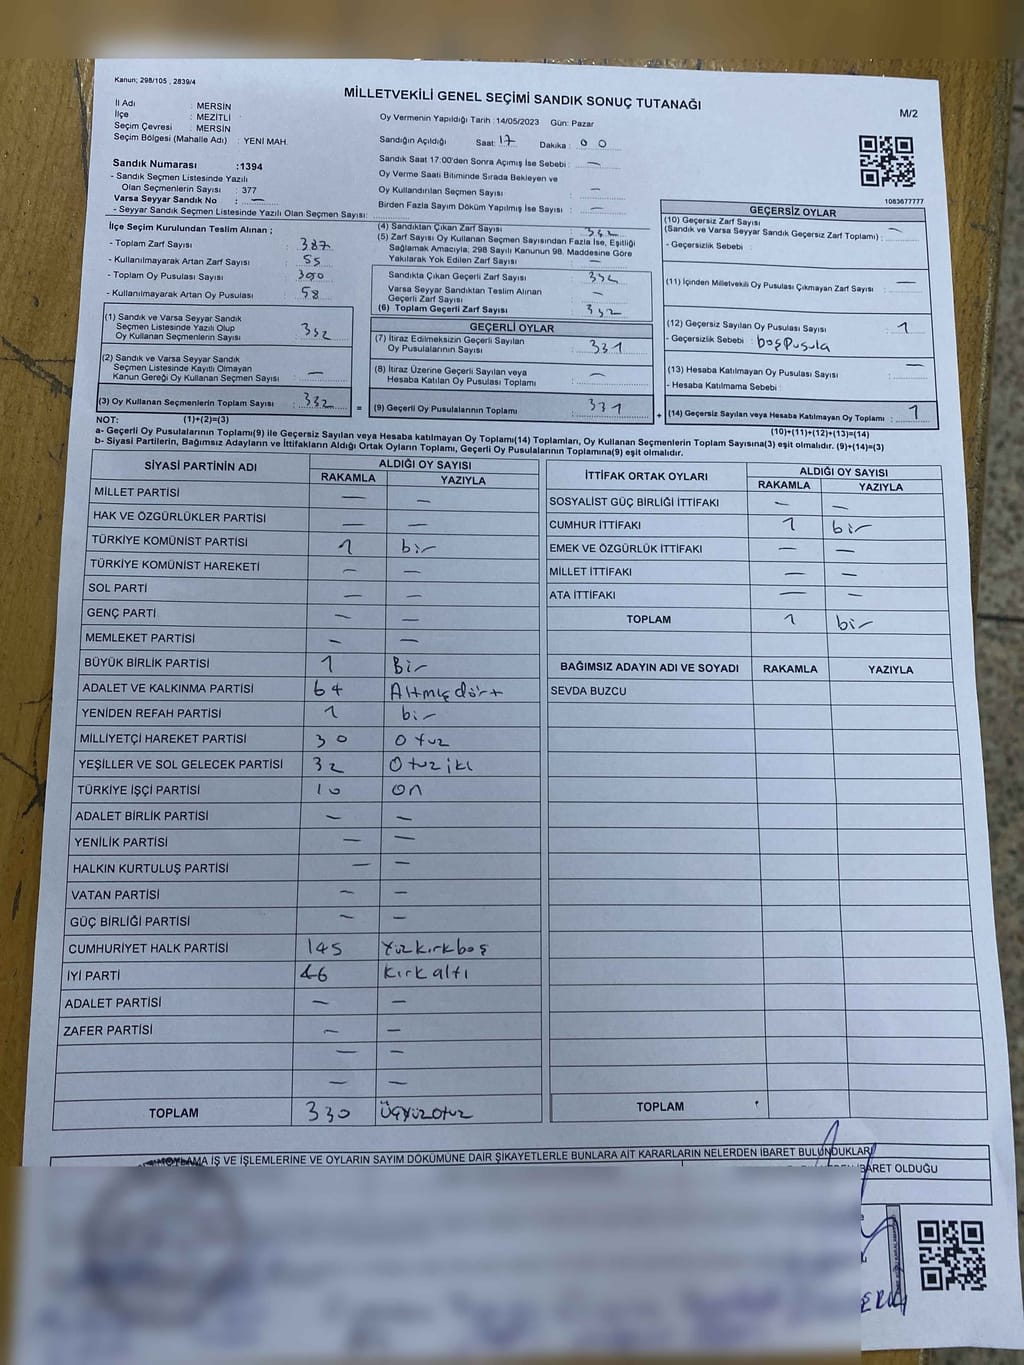 Kanun; 298/105 , 2839/4
MİLLETVEKİLİ GENEL SEÇİMİ SANDIK SONUÇ TUTANAĞI
M/2
İl Adı : MERSİN
İlçe : MEZİTLİ
Seçim Çevresi : MERSİN
Seçim Bölgesi (Mahalle Adı) : YENİ MAH.
Oy Vermenin Yapıldığı Tarih :14/05/2023 Gün: Pazar
Sandığın Açıldığı Saat: 17 Dakika : 00
Sandık Saat 17:00'den Sonra Açımış İse Sebebi : —
Oy Verme Saati Bitiminde Sırada Bekleyen ve
Oy Kullandırılan Seçmen Sayısı : —
Birden Fazla Sayım Döküm Yapılmış İse Sayısı : —
Sandık Numarası :1394
- Sandık Seçmen Listesinde Yazılı
Olan Seçmenlerin Sayısı : 377
Varsa Seyyar Sandık No : —
- Seyyar Sandık Seçmen Listesinde Yazılı Olan Seçmen Sayısı:
1083677777
İlçe Seçim Kurulundan Teslim Alınan ;
- Toplam Zarf Sayısı : 387
- Kullanılmayarak Artan Zarf Sayısı : 55
- Toplam Oy Pusulası Sayısı : 390
- Kullanılmayarak Artan Oy Pusulası : 58
(1) Sandık ve Varsa Seyyar Sandık
Seçmen Listesinde Yazılı Olup
Oy Kullanan Seçmenlerin Sayısı : 332
(2) Sandık ve Varsa Seyyar Sandık
Seçmen Listesinde Kayıtlı Olmayan
Kanun Gereği Oy Kullanan Seçmen Sayısı : —
(3) Oy Kullanan Seçmenlerin Toplam Sayısı : 332
(4) Sandıktan Çıkan Zarf Sayısı : 332
(5) Zarf Sayısı Oy Kullanan Seçmen Sayısından Fazla İse, Eşitliği
Sağlamak Amacıyla, 298 Sayılı Kanunun 98. Maddesine Göre
Yakılarak Yok Edilen Zarf Sayısı : —
Sandıkta Çıkan Geçerli Zarf Sayısı : 332
Varsa Seyyar Sandıktan Teslim Alınan
Geçerli Zarf Sayısı : —
(6) Toplam Geçerli Zarf Sayısı : 332
GEÇERLİ OYLAR
(7) İtiraz Edilmeksizin Geçerli Sayılan
Oy Pusulalarının Sayısı : 331
(8) İtiraz Üzerine Geçerli Sayılan veya
Hesaba Katılan Oy Pusulası Toplamı : —
= (9) Geçerli Oy Pusulalarının Toplamı : 331
GEÇERSİZ OYLAR
(10) Geçersiz Zarf Sayısı
(Sandık ve Varsa Seyyar Sandık Geçersiz Zarf Toplamı) : —
- Geçersizlik Sebebi :
(11) İçinden Milletvekili Oy Pusulası Çıkmayan Zarf Sayısı : —
(12) Geçersiz Sayılan Oy Pusulası Sayısı : 1
- Geçersizlik Sebebi : boş pusula
(13) Hesaba Katılmayan Oy Pusulası Sayısı : —
- Hesaba Katılmama Sebebi :
+ (14) Geçersiz Sayılan veya Hesaba Katılmayan Oy Toplamı : 1
NOT: (1)+(2)=(3)
(10)+(11)+(12)+(13)=(14)
a- Geçerli Oy Pusulalarının Toplamı(9) ile Geçersiz Sayılan veya Hesaba katılmayan Oy Toplamı(14) Toplamları, Oy Kullanan Seçmenlerin Toplam Sayısına(3) eşit olmalıdır. (9)+(14)=(3)
b- Siyasi Partilerin, Bağımsız Adayların ve İttifakların Aldığı Ortak Oyların Toplamı, Geçerli Oy Pusulalarının Toplamına(9) eşit olmalıdır.
SİYASİ PARTİNİN ADI ALDIĞI OY SAYISI
RAKAMLA YAZIYLA
MİLLET PARTİSİ — —
HAK VE ÖZGÜRLÜKLER PARTİSİ — —
TÜRKİYE KOMÜNİST PARTİSİ 1 bir
TÜRKİYE KOMÜNİST HAREKETİ — —
SOL PARTİ — —
GENÇ PARTİ — —
MEMLEKET PARTİSİ — —
BÜYÜK BİRLİK PARTİSİ 1 Bir
ADALET VE KALKINMA PARTİSİ 64 Altmışdört
YENİDEN REFAH PARTİSİ 1 bir
MİLLİYETÇİ HAREKET PARTİSİ 30 Otuz
YEŞİLLER VE SOL GELECEK PARTİSİ 32 Otuziki
TÜRKİYE İŞÇİ PARTİSİ 10 on
ADALET BİRLİK PARTİSİ — —
YENİLİK PARTİSİ — —
HALKIN KURTULUŞ PARTİSİ — —
VATAN PARTİSİ — —
GÜÇ BİRLİĞİ PARTİSİ — —
CUMHURİYET HALK PARTİSİ 145 Yüzkırkbeş
İYİ PARTİ 46 kırkaltı
ADALET PARTİSİ — —
ZAFER PARTİSİ — —
— —
— —
TOPLAM 330 Üçyüzotuz
İTTİFAK ORTAK OYLARI ALDIĞI OY SAYISI
RAKAMLA YAZIYLA
SOSYALİST GÜÇ BİRLİĞİ İTTİFAKI — —
CUMHUR İTTİFAKI 1 bir
EMEK VE ÖZGÜRLÜK İTTİFAKI — —
MİLLET İTTİFAKI — —
ATA İTTİFAKI — —
TOPLAM 1 bir
BAĞIMSIZ ADAYIN ADI VE SOYADI RAKAMLA YAZIYLA
SEVDA BUZCU
TOPLAM
OYLAMA İŞ VE İŞLEMLERİNE VE OYLARIN SAYIM DÖKÜMÜNE DAİR ŞİKAYETLERLE BUNLARA AİT KARARLARIN NELERDEN İBARET BULUNDUKLARI
İBARET OLDUĞU